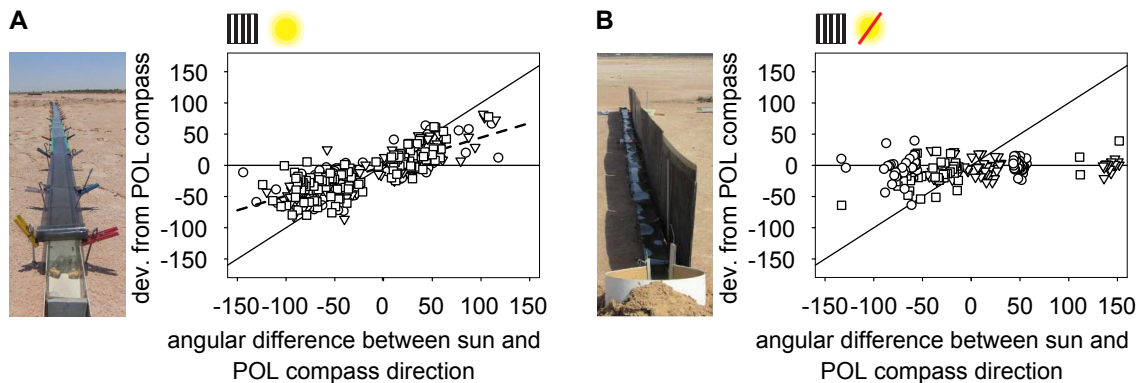 A
dev. from POL compass
150
100
50
0
-50
-100
-150
-150 -100 -50 0 50 100 150
angular difference between sun and
POL compass direction
B
dev. from POL compass
150
100
50
0
-50
-100
-150
-150 -100 -50 0 50 100 150
angular difference between sun and
POL compass direction